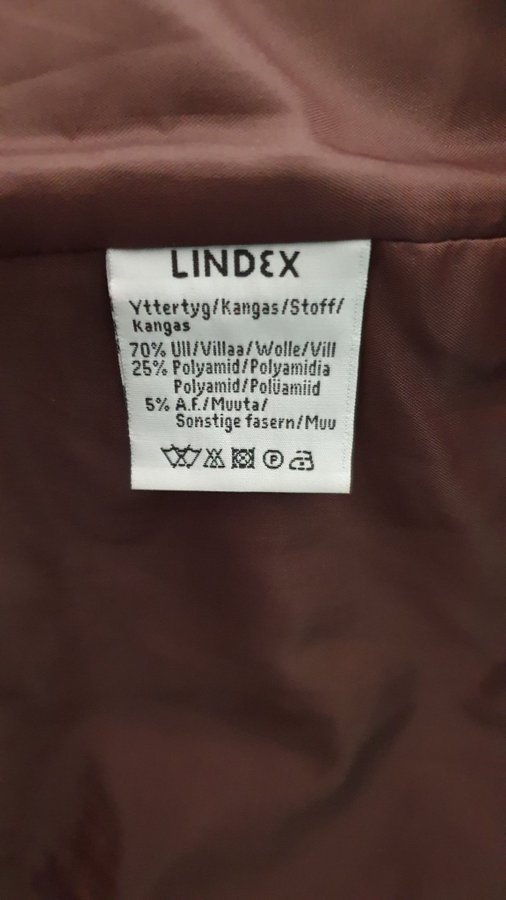 LINDEX
Yttertyg/Kangas/Stoff/
Kangas
70% Ull/Villaa/Wolle/Vill
25% Polyamid/Polyamidia
Polyamid/Polüamiid
5% A.F./Muuta/
Sonstige fasern/Muu
P